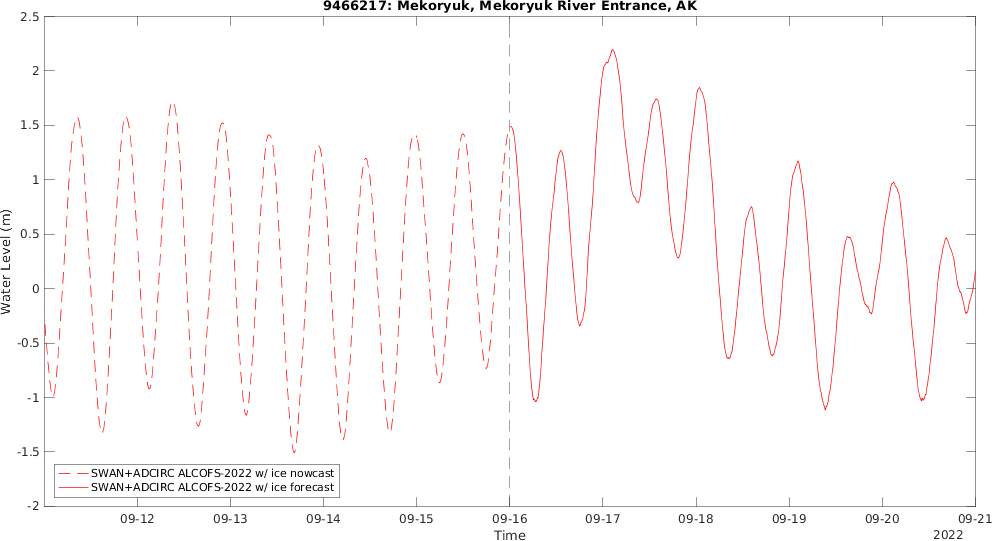 9466217: Mekoryuk, Mekoryuk River Entrance, AK
2.5
2
1.5
1
0.5
0
-0.5
-1
-1.5
-2
Water Level (m)
SWAN+ADCIRC ALCOFS-2022 w/ ice nowcast
SWAN+ADCIRC ALCOFS-2022 w/ ice forecast
09-12 09-13 09-14 09-15 09-16 09-17 09-18 09-19 09-20 09-21
Time
2022